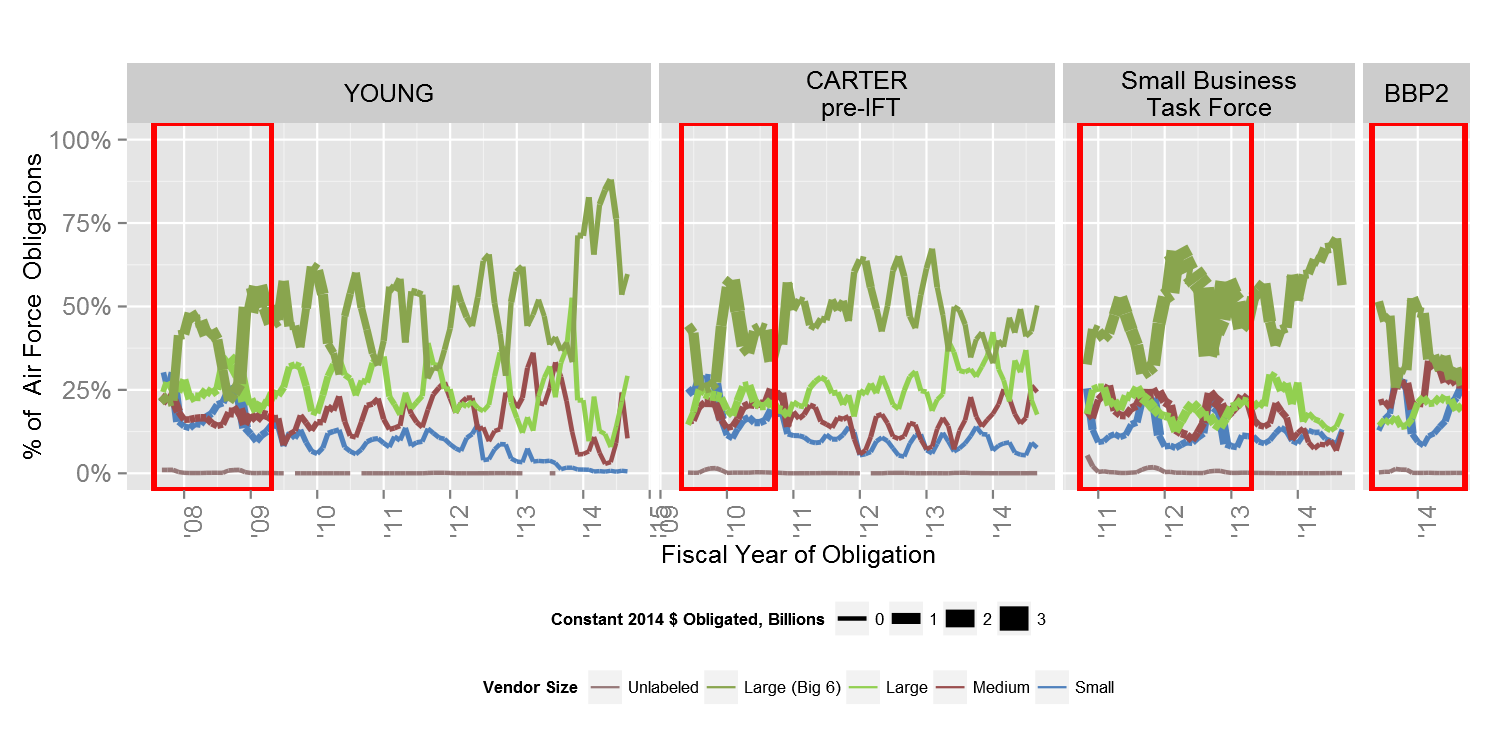 YOUNG
CARTER
pre-IFT
Small Business
Task Force
BBP2
% of Air Force Obligations
100%
75%
50%
25%
0%
'08
'09
'10
'11
'12
'13
'14
'15
'09
'10
'11
'12
'13
'14
'11
'12
'13
'14
'14
Fiscal Year of Obligation
Constant 2014 $ Obligated, Billions 0 1 2 3
Vendor Size Unlabeled Large (Big 6) Large Medium Small